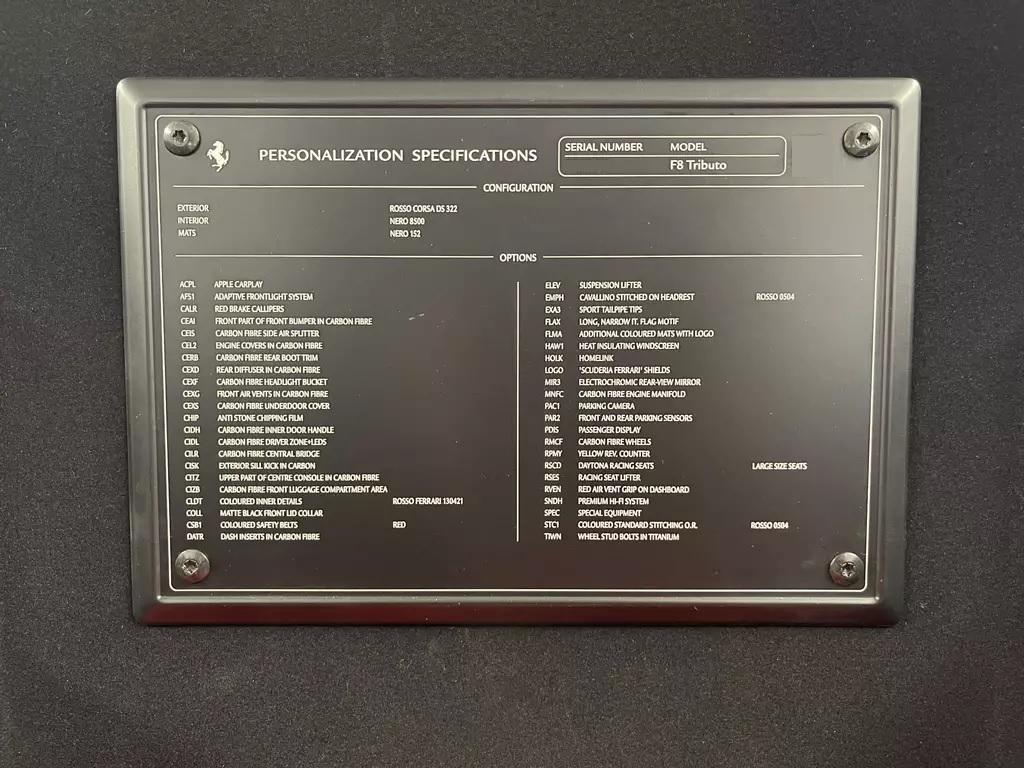 PERSONALIZATION SPECIFICATIONS
SERIAL NUMBER MODEL
F8 Tributo
CONFIGURATION
EXTERIOR ROSSO CORSA DS 322
INTERIOR NERO 8500
MATS NERO 152
OPTIONS
ACPL APPLE CARPLAY
AFS1 ADAPTIVE FRONTLIGHT SYSTEM
CALR RED BRAKE CALLIPERS
CEAI FRONT PART OF FRONT BUMPER IN CARBON FIBRE
CEIS CARBON FIBRE SIDE AIR SPLITTER
CEL2 ENGINE COVERS IN CARBON FIBRE
CERB CARBON FIBRE REAR BOOT TRIM
CEXD REAR DIFFUSER IN CARBON FIBRE
CEXF CARBON FIBRE HEADLIGHT BUCKET
CEXG FRONT AIR VENTS IN CARBON FIBRE
CEXS CARBON FIBRE UNDERDOOR COVER
CHIP ANTI STONE CHIPPING FILM
CIDH CARBON FIBRE INNER DOOR HANDLE
CIDL CARBON FIBRE DRIVER ZONE+LEDS
CILR CARBON FIBRE CENTRAL BRIDGE
CISK EXTERIOR SILL KICK IN CARBON
CITZ UPPER PART OF CENTRE CONSOLE IN CARBON FIBRE
CIZB CARBON FIBRE FRONT LUGGAGE COMPARTMENT AREA
CLDT COLOURED INNER DETAILS ROSSO FERRARI 130421
COLL MATTE BLACK FRONT LID COLLAR
CSB1 COLOURED SAFETY BELTS RED
DATR DASH INSERTS IN CARBON FIBRE
ELEV SUSPENSION LIFTER
EMPH CAVALLINO STITCHED ON HEADREST ROSSO 0504
EXA3 SPORT TAILPIPE TIPS
FLAX LONG, NARROW IT. FLAG MOTIF
FLMA ADDITIONAL COLOURED MATS WITH LOGO
HAW1 HEAT INSULATING WINDSCREEN
HOLK HOMELINK
LOGO 'SCUDERIA FERRARI' SHIELDS
MIR3 ELECTROCHROMIC REAR-VIEW MIRROR
MNFC CARBON FIBRE ENGINE MANIFOLD
PAC1 PARKING CAMERA
PAR2 FRONT AND REAR PARKING SENSORS
PDIS PASSENGER DISPLAY
RMCF CARBON FIBRE WHEELS
RPMY YELLOW REV. COUNTER
RSCD DAYTONA RACING SEATS LARGE SIZE SEATS
RSES RACING SEAT LIFTER
RVEN RED AIR VENT GRIP ON DASHBOARD
SNDH PREMIUM HI-FI SYSTEM
SPEC SPECIAL EQUIPMENT
STC1 COLOURED STANDARD STITCHING O.R. ROSSO 0504
TIWN WHEEL STUD BOLTS IN TITANIUM